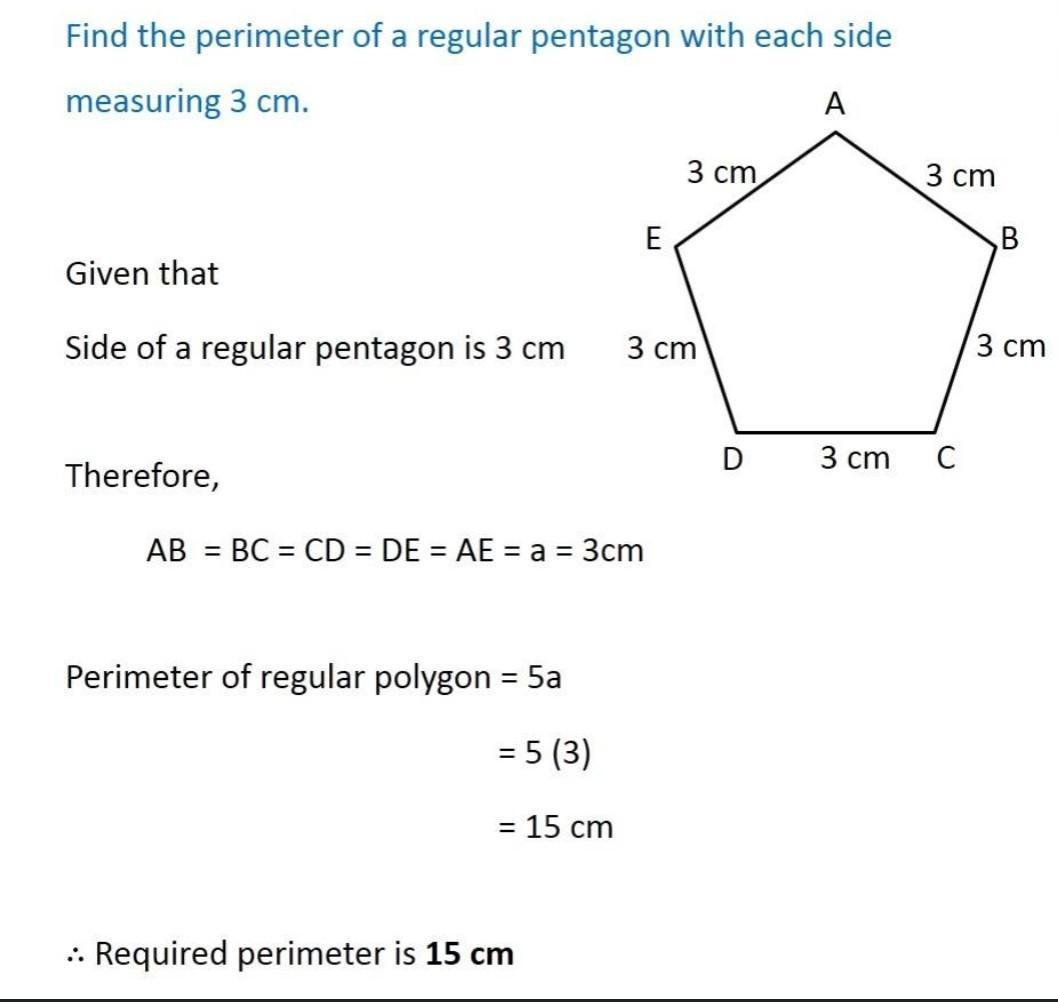 Find the perimeter of a regular pentagon with each side
measuring 3 cm.
A
3 cm
3 cm
E
B
Given that
Side of a regular pentagon is 3 cm
3 cm
3 cm
D
3 cm
C
Therefore,
AB = BC = CD = DE = AE = a = 3cm
Perimeter of regular polygon = 5a
= 5 (3)
= 15 cm
∴ Required perimeter is 15 cm